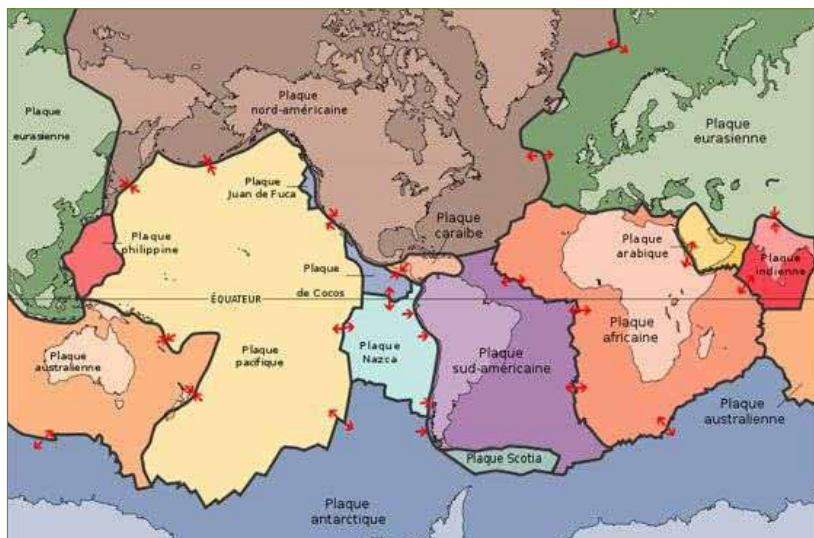 Plaque
eurasienne
Plaque
nord-américaine
Plaque
eurasienne
Plaque
Juan de Fuca
Plaque
caraïbe
Plaque
philippine
Plaque
arabique
Plaque
indienne
Plaque
de Cocos
ÉQUATEUR
Plaque
australienne
Plaque
pacifique
Plaque
Nazca
Plaque
sud-américaine
Plaque
africaine
Plaque
australienne
Plaque Scotia
Plaque
antarctique